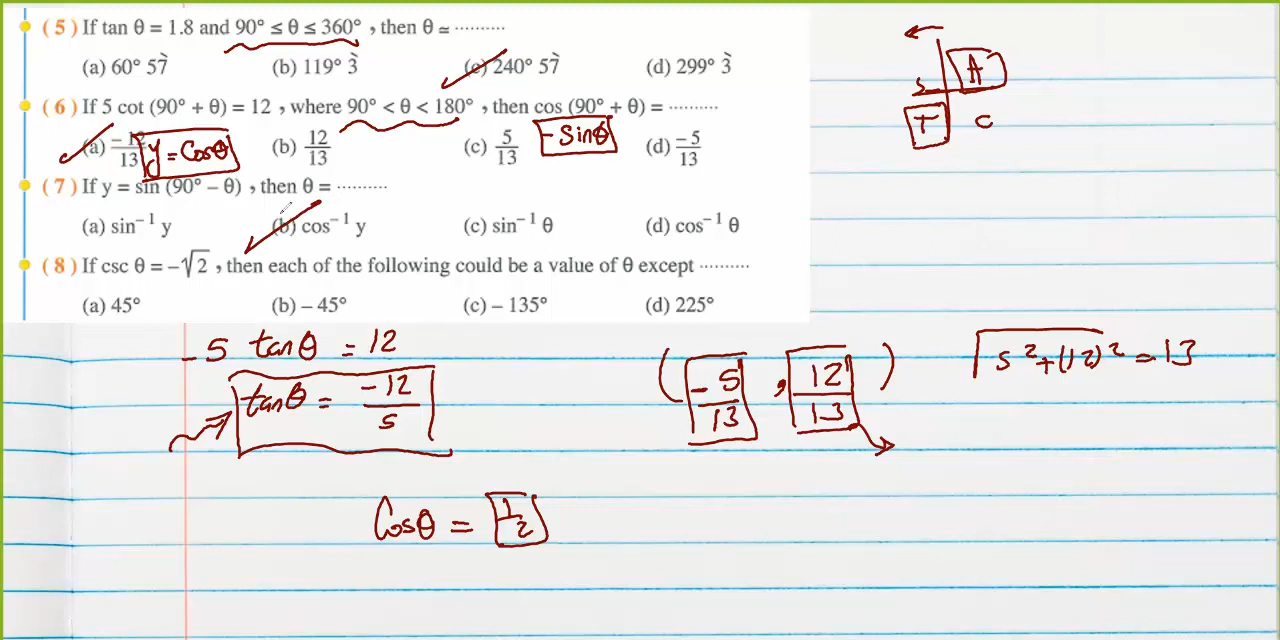 (5) If tan θ = 1.8 and 90° ≤ θ ≤ 360° , then θ ≃ ..........
(a) 60° 57̀ (b) 119° 3̀ (c) 240° 57̀ (d) 299° 3̀
(6) If 5 cot (90° + θ) = 12 , where 90° < θ < 180° , then cos (90° + θ) = ..........
(a) −12/13 (b) 12/13 (c) 5/13 (d) −5/13
y = Cosθ
- Sinθ
(7) If y = sin (90° − θ) , then θ = ..........
(a) sin⁻¹ y (b) cos⁻¹ y (c) sin⁻¹ θ (d) cos⁻¹ θ
(8) If csc θ = −√2 , then each of the following could be a value of θ except ..........
(a) 45° (b) − 45° (c) − 135° (d) 225°
S A
T C
-5 tanθ = 12
tanθ = -12/5
(-5/13 , 12/13)
√5² + (12)² = 13
Cosθ = 1/2